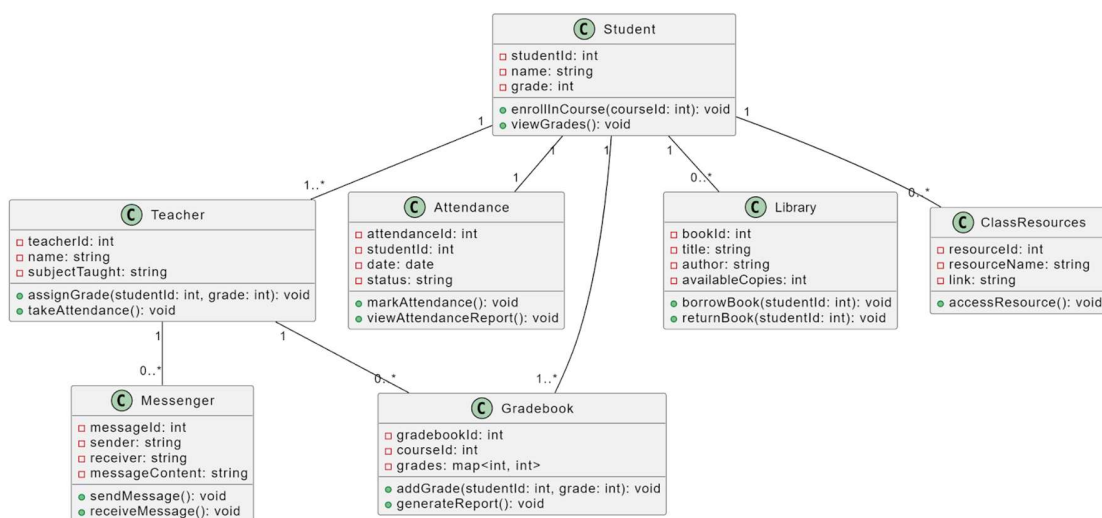 C Student
studentId: int
name: string
grade: int
enrollInCourse(courseId: int): void
viewGrades(): void
1
1
1
1
1
1..*
1
0..*
0..*
C Teacher
teacherId: int
name: string
subjectTaught: string
assignGrade(studentId: int, grade: int): void
takeAttendance(): void
C Attendance
attendanceId: int
studentId: int
date: date
status: string
markAttendance(): void
viewAttendanceReport(): void
C Library
bookId: int
title: string
author: string
availableCopies: int
borrowBook(studentId: int): void
returnBook(studentId: int): void
C ClassResources
resourceId: int
resourceName: string
link: string
accessResource(): void
1
1
0..*
0..*
1..*
C Messenger
messageId: int
sender: string
receiver: string
messageContent: string
sendMessage(): void
receiveMessage(): void
C Gradebook
gradebookId: int
courseId: int
grades: map<int, int>
addGrade(studentId: int, grade: int): void
generateReport(): void